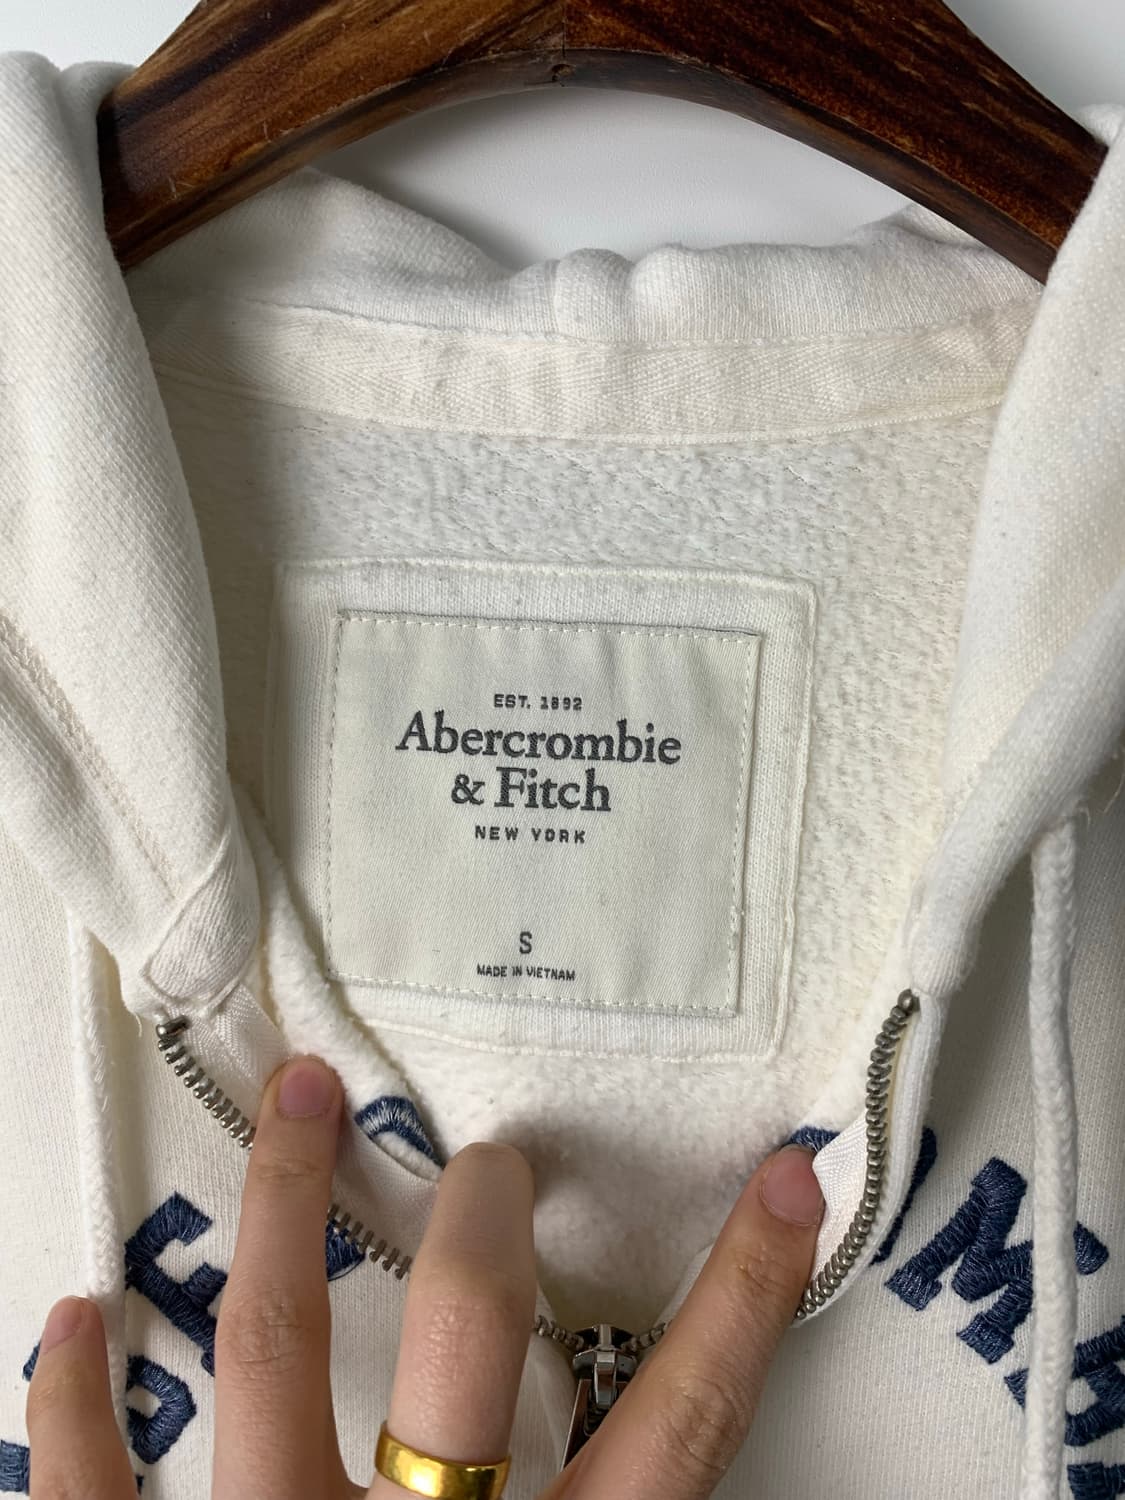 EST. 1892
Abercrombie
& Fitch
NEW YORK
S
MADE IN VIETNAM